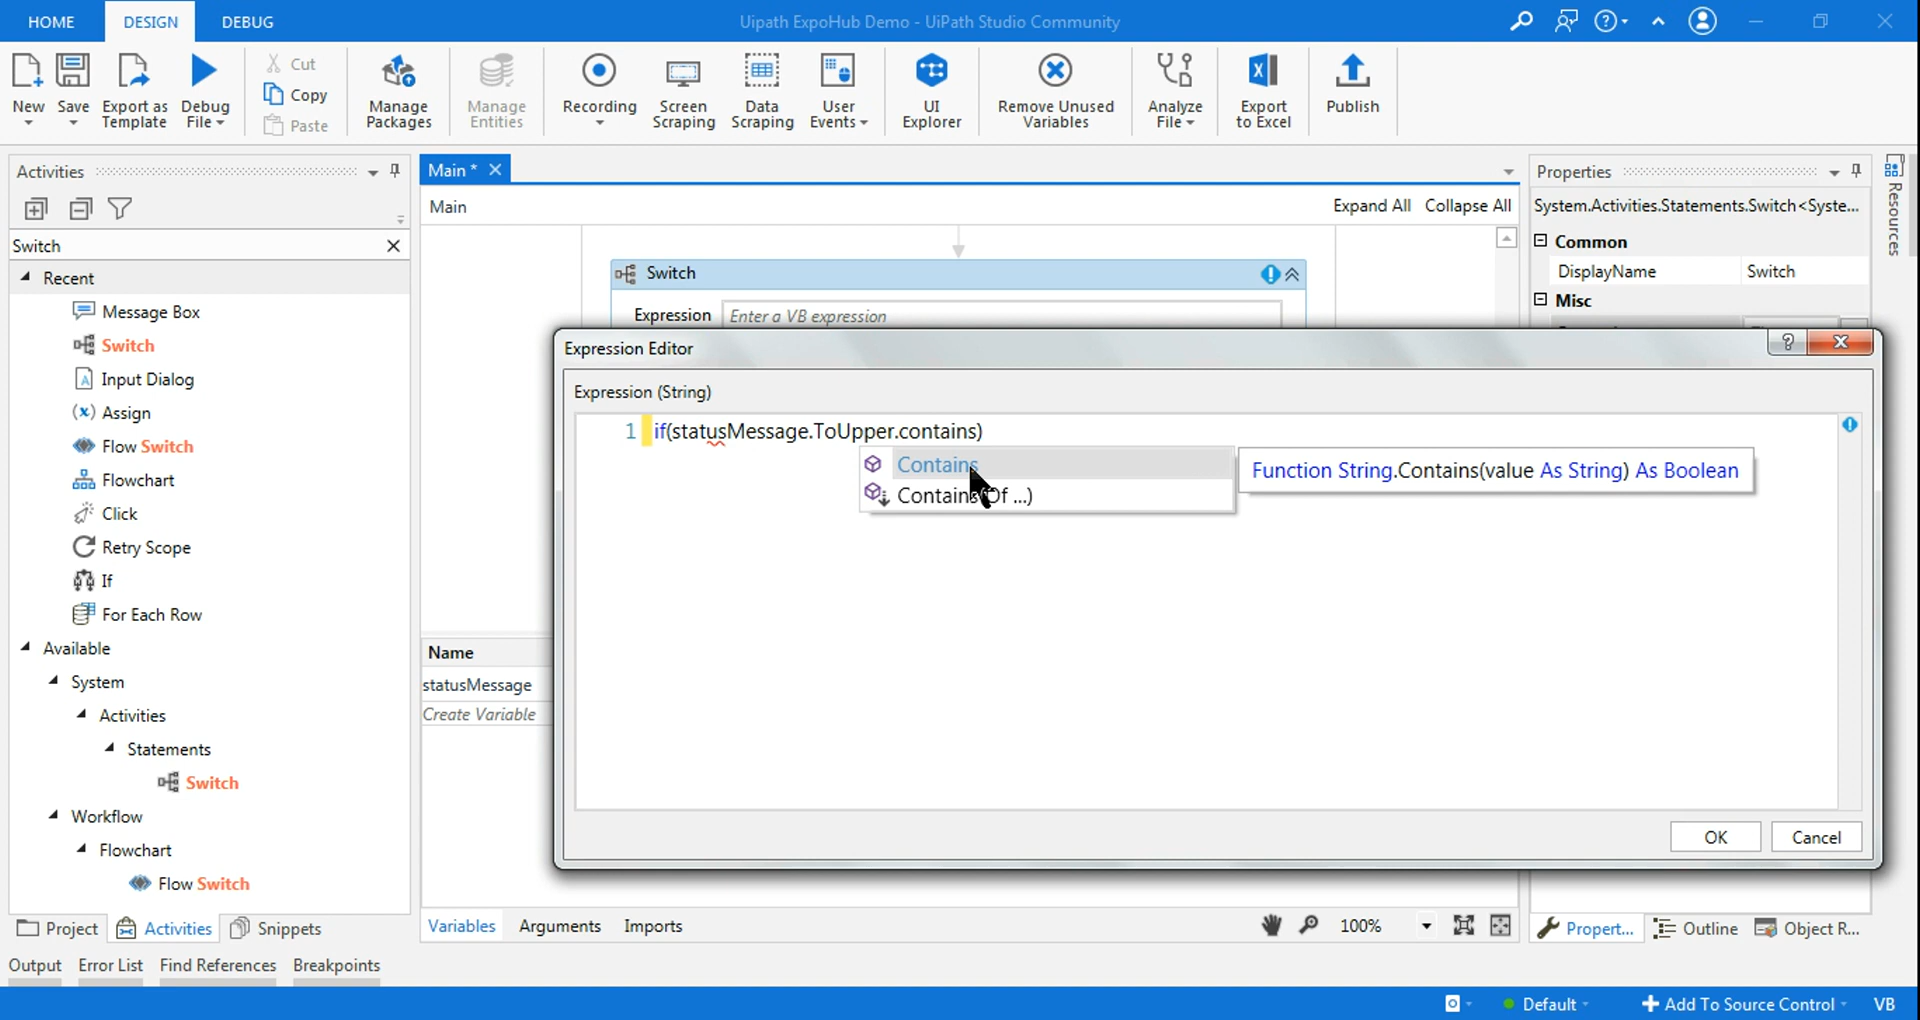 HOME DESIGN DEBUG Uipath ExpoHub Demo - UiPath Studio Community
New Save Export as Template Debug File Cut Copy Paste Manage Packages Manage Entities Recording Screen Scraping Data Scraping User Events UI Explorer Remove Unused Variables Analyze File Export to Excel Publish
Activities
Switch
Recent
Message Box
Switch
Input Dialog
Assign
Flow Switch
Flowchart
Click
Retry Scope
If
For Each Row
Available
System
Activities
Statements
Switch
Workflow
Flowchart
Flow Switch
Project Activities Snippets
Main *
Main Expand All Collapse All
Switch
Expression Enter a VB expression
Properties
System.Activities.Statements.Switch<Syste...
Common
DisplayName Switch
Misc
Resources
Expression Editor
Expression (String)
1 if(statusMessage.ToUpper.contains)
Contains
Contains(Of ...)
Function String.Contains(value As String) As Boolean
OK Cancel
Name
statusMessage
Create Variable
Variables Arguments Imports 100%
Propert... Outline Object R...
Output Error List Find References Breakpoints
Default Add To Source Control VB